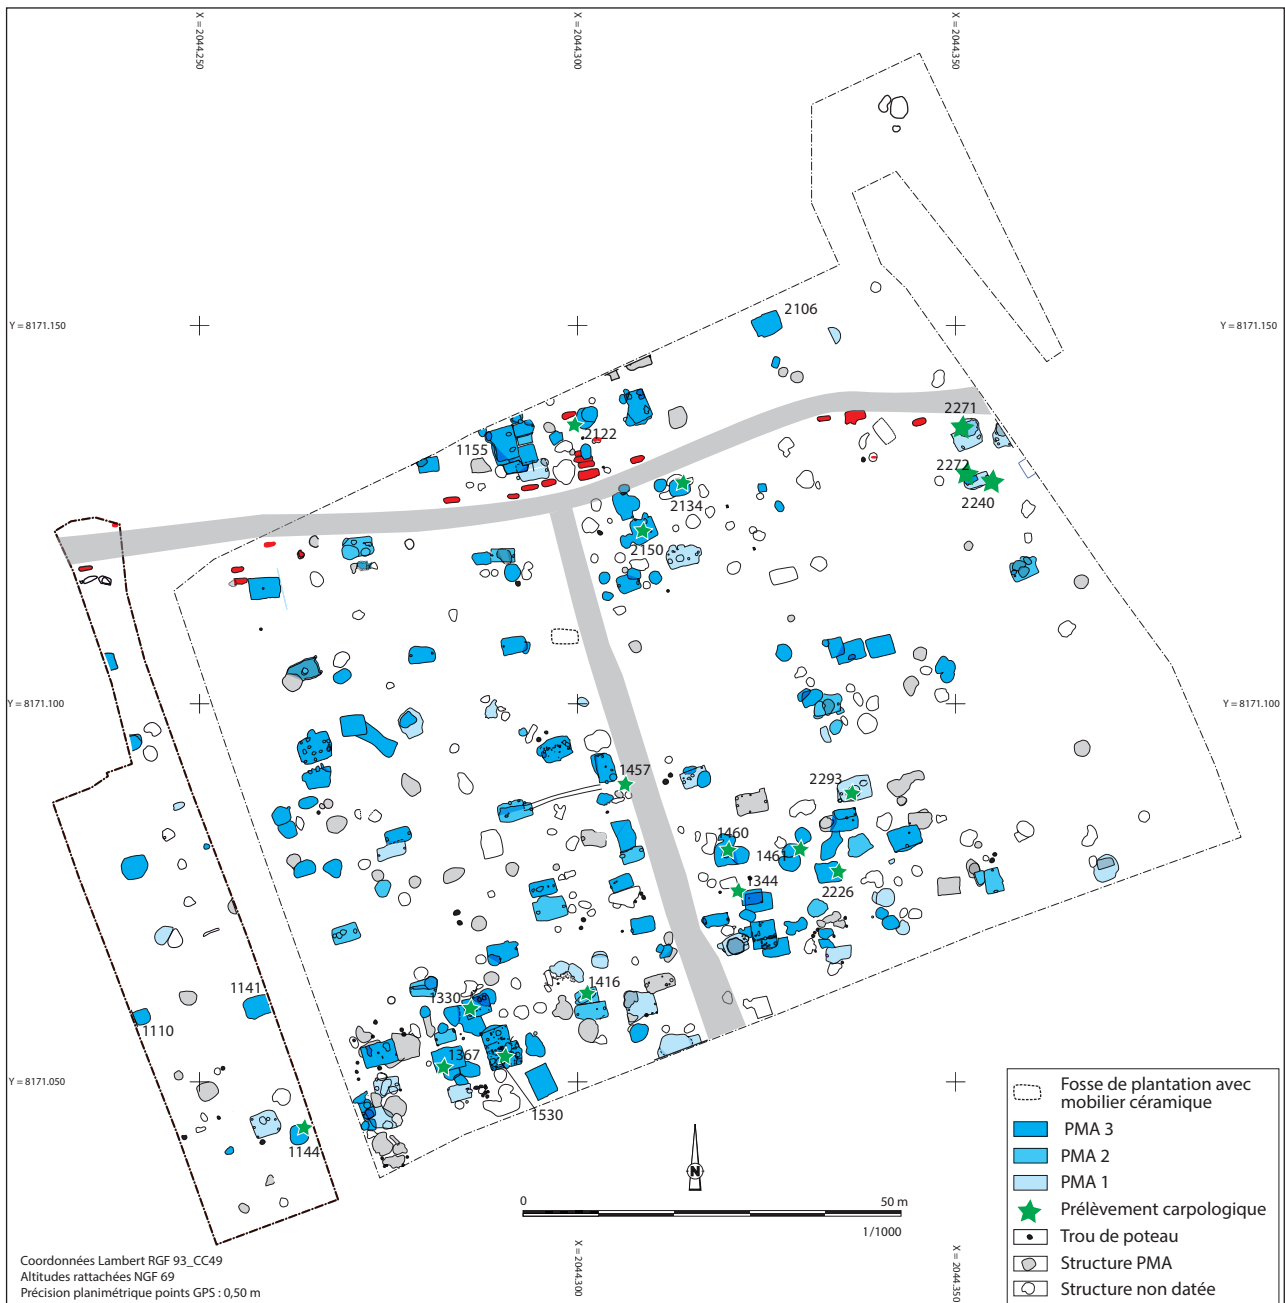 X = 2044.250
X = 2044.300
X = 2044.350
2106
Y = 8171.150
Y = 8171.150
2271
2122
1155
2272
2134
2240
2150
Y = 8171.100
Y = 8171.100
1457
2293
1460
1461
1344
2226
1416
1141
1330
1110
1367
Y = 8171.050
1530
1144
Fosse de plantation avec
mobilier céramique
PMA 3
PMA 2
PMA 1
Prélèvement carpologique
Trou de poteau
Structure PMA
Structure non datée
N
0
50 m
1/1000
X = 2044.300
X = 2044.350
Coordonnées Lambert RGF 93_CC49
Altitudes rattachées NGF 69
Précision planimétrique points GPS : 0,50 m